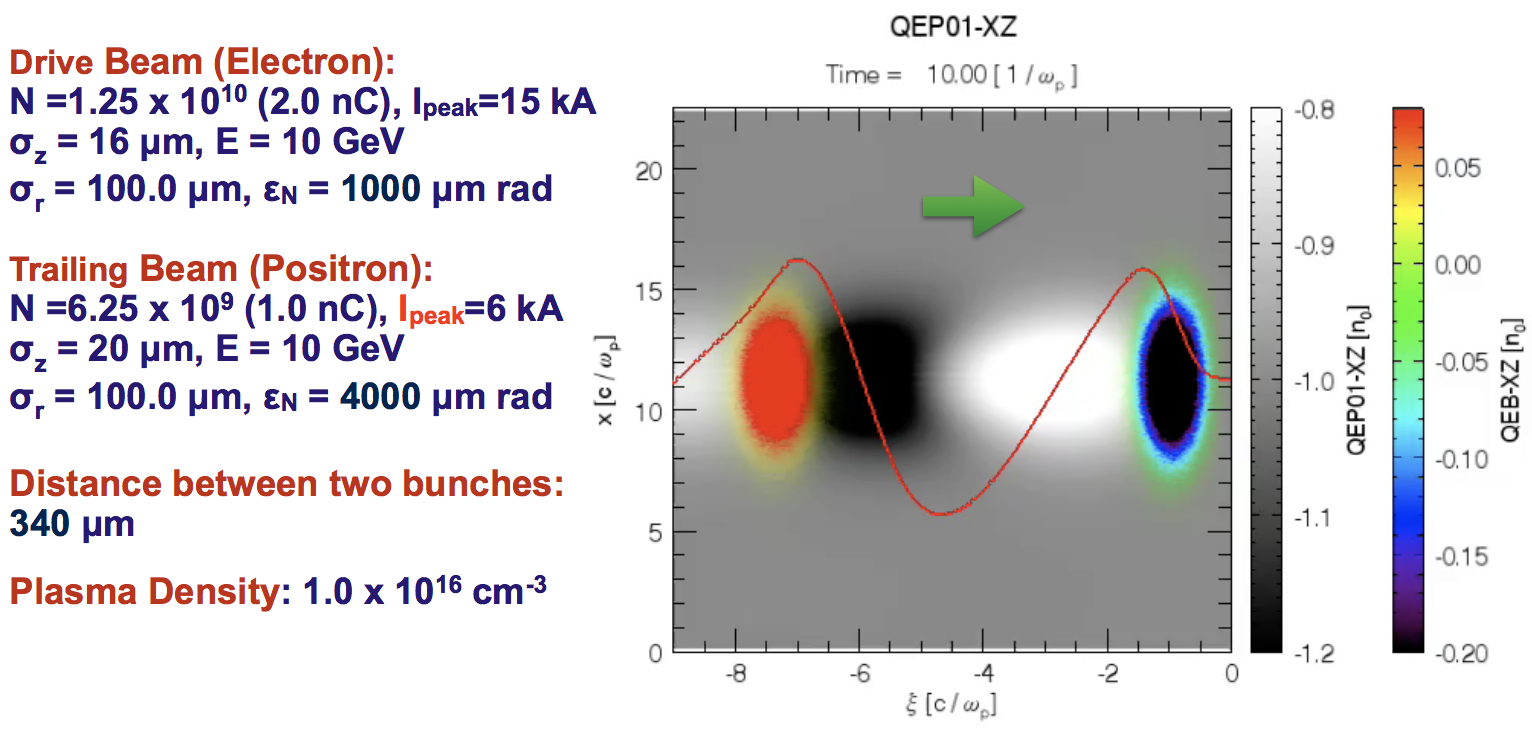 Drive Beam (Electron):
N =1.25 x 10¹⁰ (2.0 nC), Ipeak=15 kA
σz = 16 µm, E = 10 GeV
σr = 100.0 µm, εN = 1000 µm rad
Trailing Beam (Positron):
N =6.25 x 10⁹ (1.0 nC), Ipeak=6 kA
σz = 20 µm, E = 10 GeV
σr = 100.0 µm, εN = 4000 µm rad
Distance between two bunches:
340 µm
Plasma Density: 1.0 x 10¹⁶ cm⁻³
QEP01-XZ
Time = 10.00 [ 1 / ωp ]
x [c / ωp]
20
15
10
5
0
-8 -6 -4 -2 0
ξ [c / ωp]
-0.8
-0.9
-1.0
-1.1
-1.2
QEP01-XZ [n₀]
0.05
0.00
-0.05
-0.10
-0.15
-0.20
QEB-XZ [n₀]